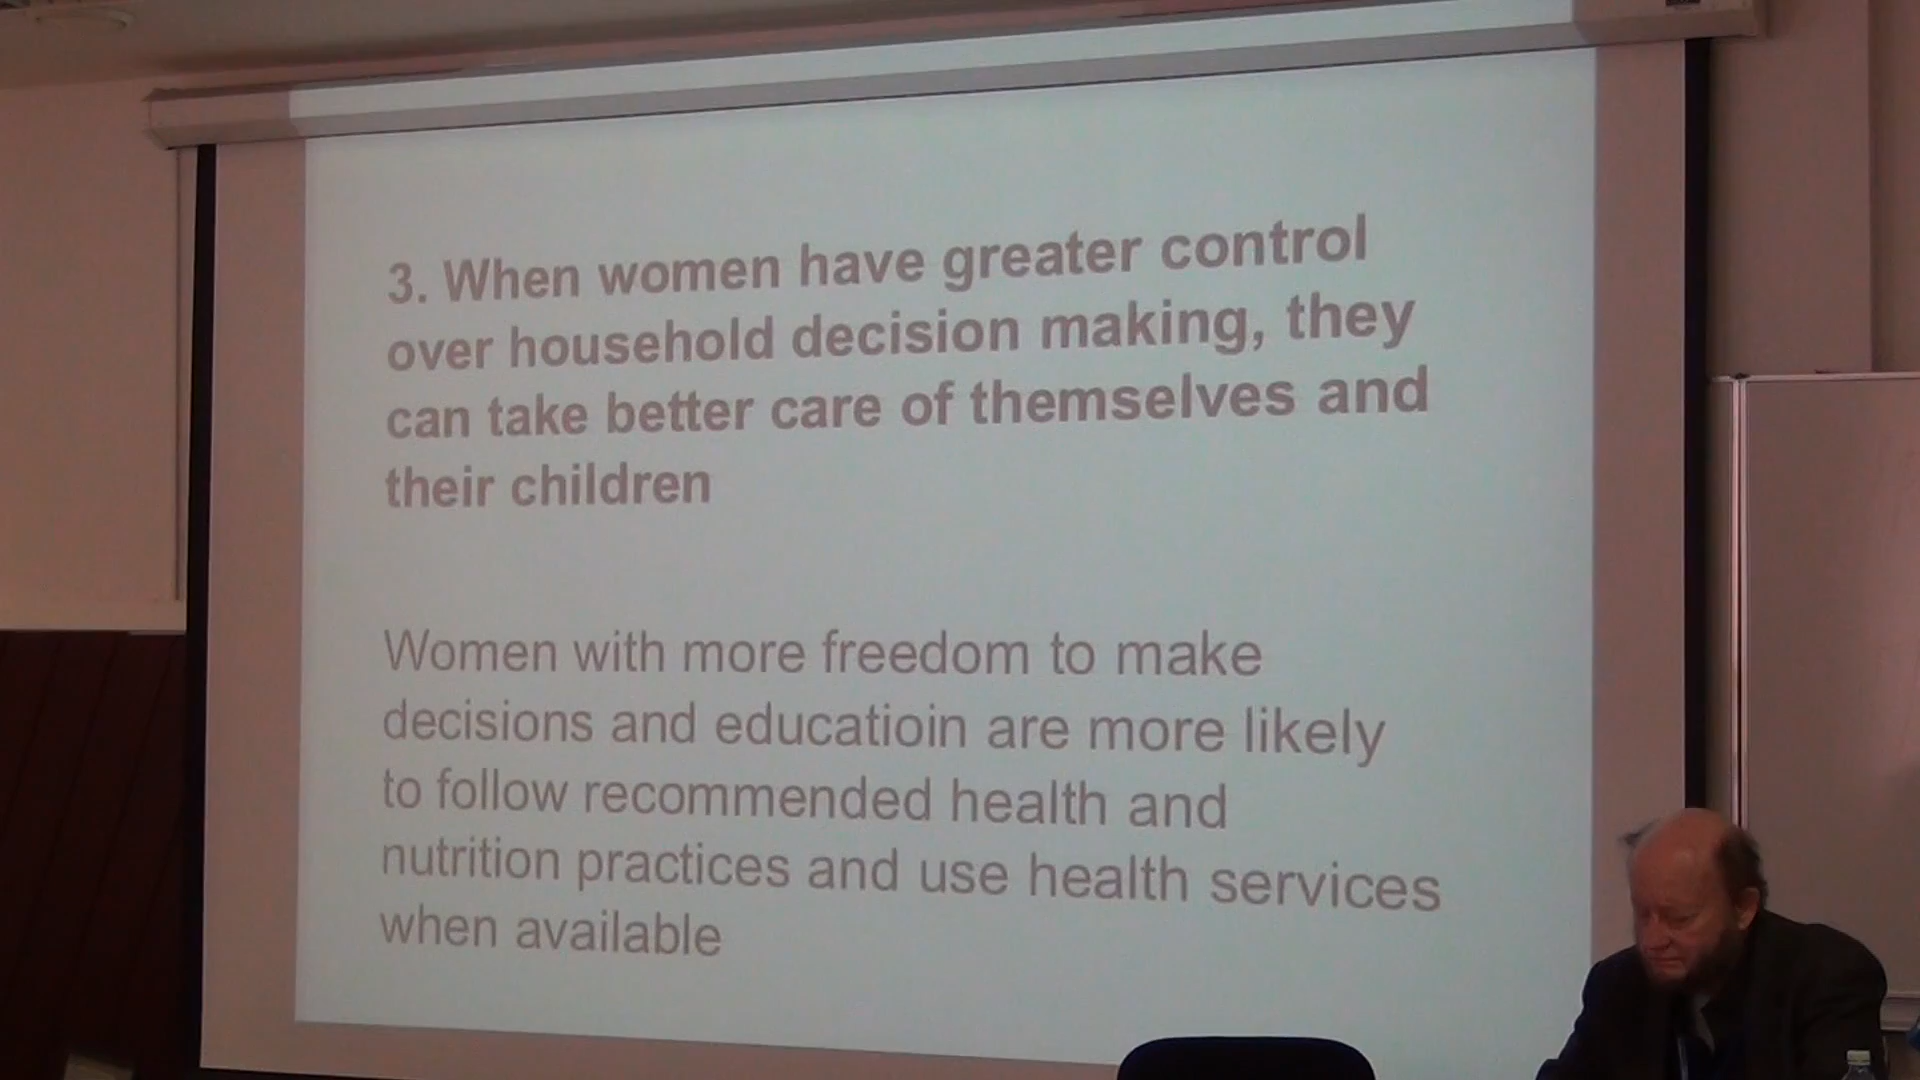 3. When women have greater control
over household decision making, they
can take better care of themselves and
their children
Women with more freedom to make
decisions and educatioin are more likely
to follow recommended health and
nutrition practices and use health services
when available